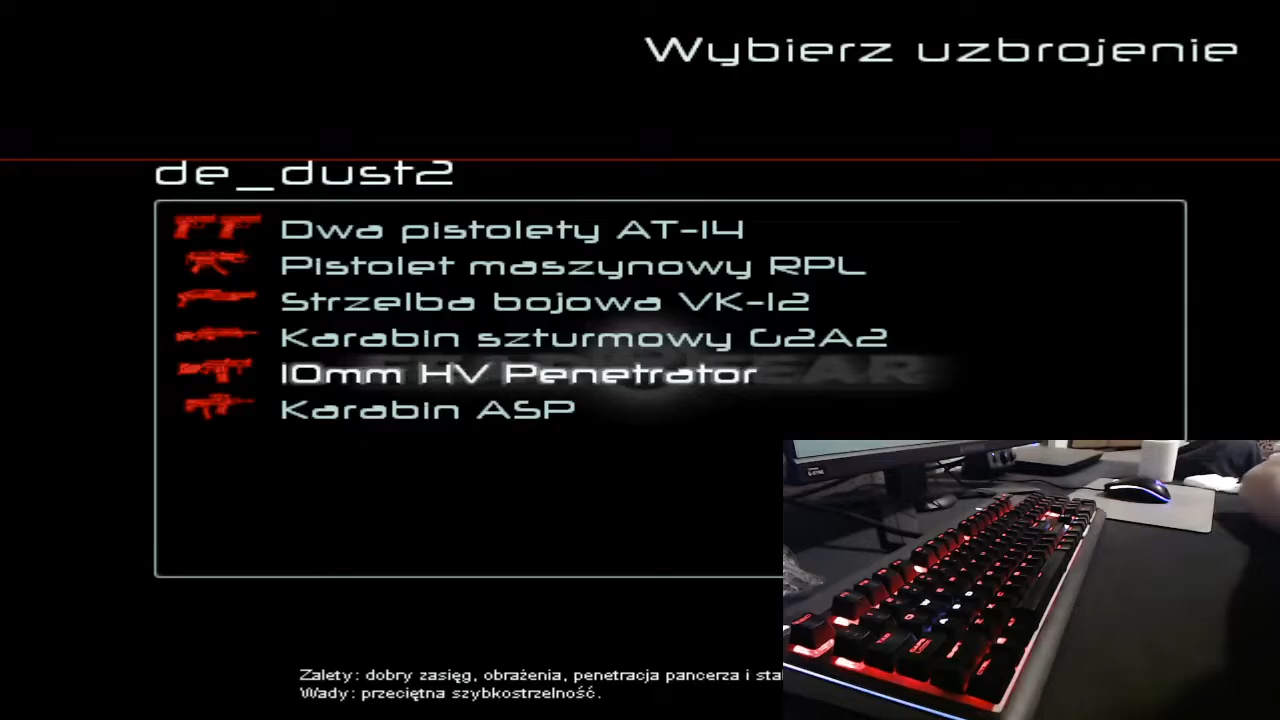 Wybierz uzbrojenie
de_dust2
Dwa pistolety AT-14
Pistolet maszynowy RPL
Strzelba bojowa VK-12
Karabin szturmowy G2A2
10mm HV Penetrator
Karabin ASP
Zalety: dobry zasięg, obrażenia, penetracja pancerza i
Wady: przeciętna szybkostrzelność.